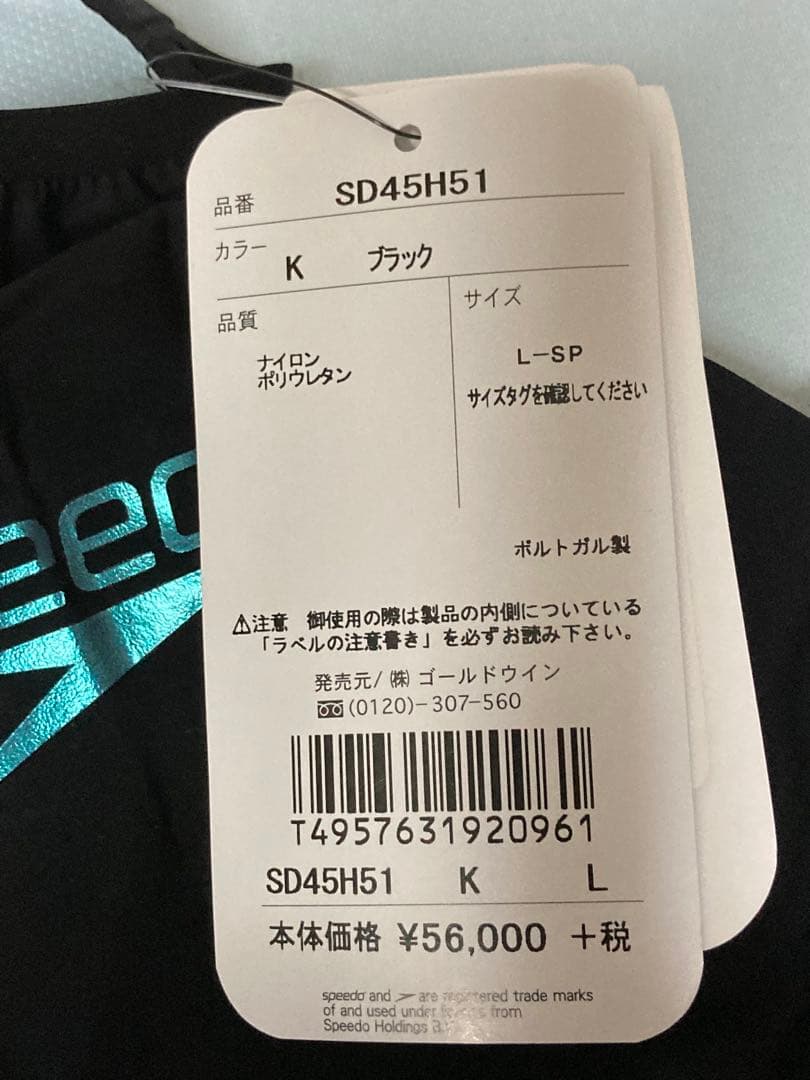 品番 SD45H51
カラー K ブラック
品質
ナイロン
ポリウレタン
サイズ
L-SP
サイズタグを確認してください
ポルトガル製
⚠注意 御使用の際は製品の内側についている
「ラベルの注意書き」を必ずお読み下さい。
発売元/㈱ゴールドウイン
(0120)-307-560
T4957631920961
SD45H51 K L
本体価格 ¥56,000 +税
speedo and are registered trade marks
of and used under from
Speedo Holdings B.
eed